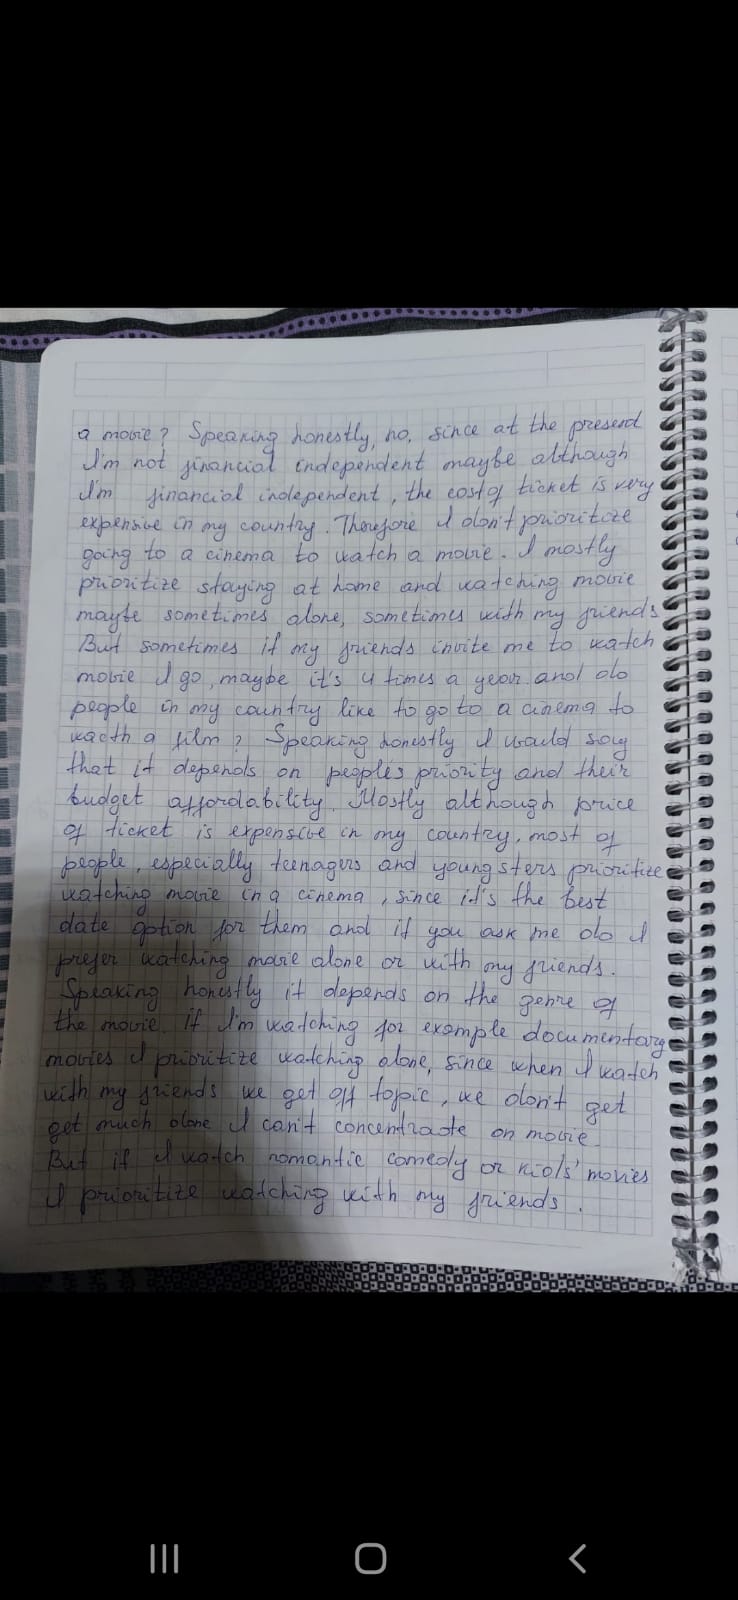 a movie? Speaking honestly, no, since at the present
I'm not financial independent maybe although
I'm financial independent, the cost of ticket is very
expensive in my country. Therefore I don't prioritize
going to a cinema to watch a movie. I mostly
prioritize staying at home and watching movie
maybe sometimes alone, sometimes with my friends
But sometimes if my friends invite me to watch
movie I go, maybe it's 4 times a year. and do
people in my country like to go to a cinema to
wacth a film? Speaking honestly I would say
that it depends on people's priority and their
budget affordability. Mostly although price
of ticket is expensive in my country, most of
people, especially teenagers and youngsters prioritize
watching movie in a cinema, since it's the best
date option for them and if you ask me do I
prefer watching movie alone or with my friends.
Speaking honestly it depends on the genre of
the movie. if I'm watching for example documentary
movies I prioritize watching alone, since when I watch
with my friends we get off topic, we don't get
get much done I can't concentrate on movie.
But if I watch romantic comedy or kids' movies
I prioritize watching with my friends.